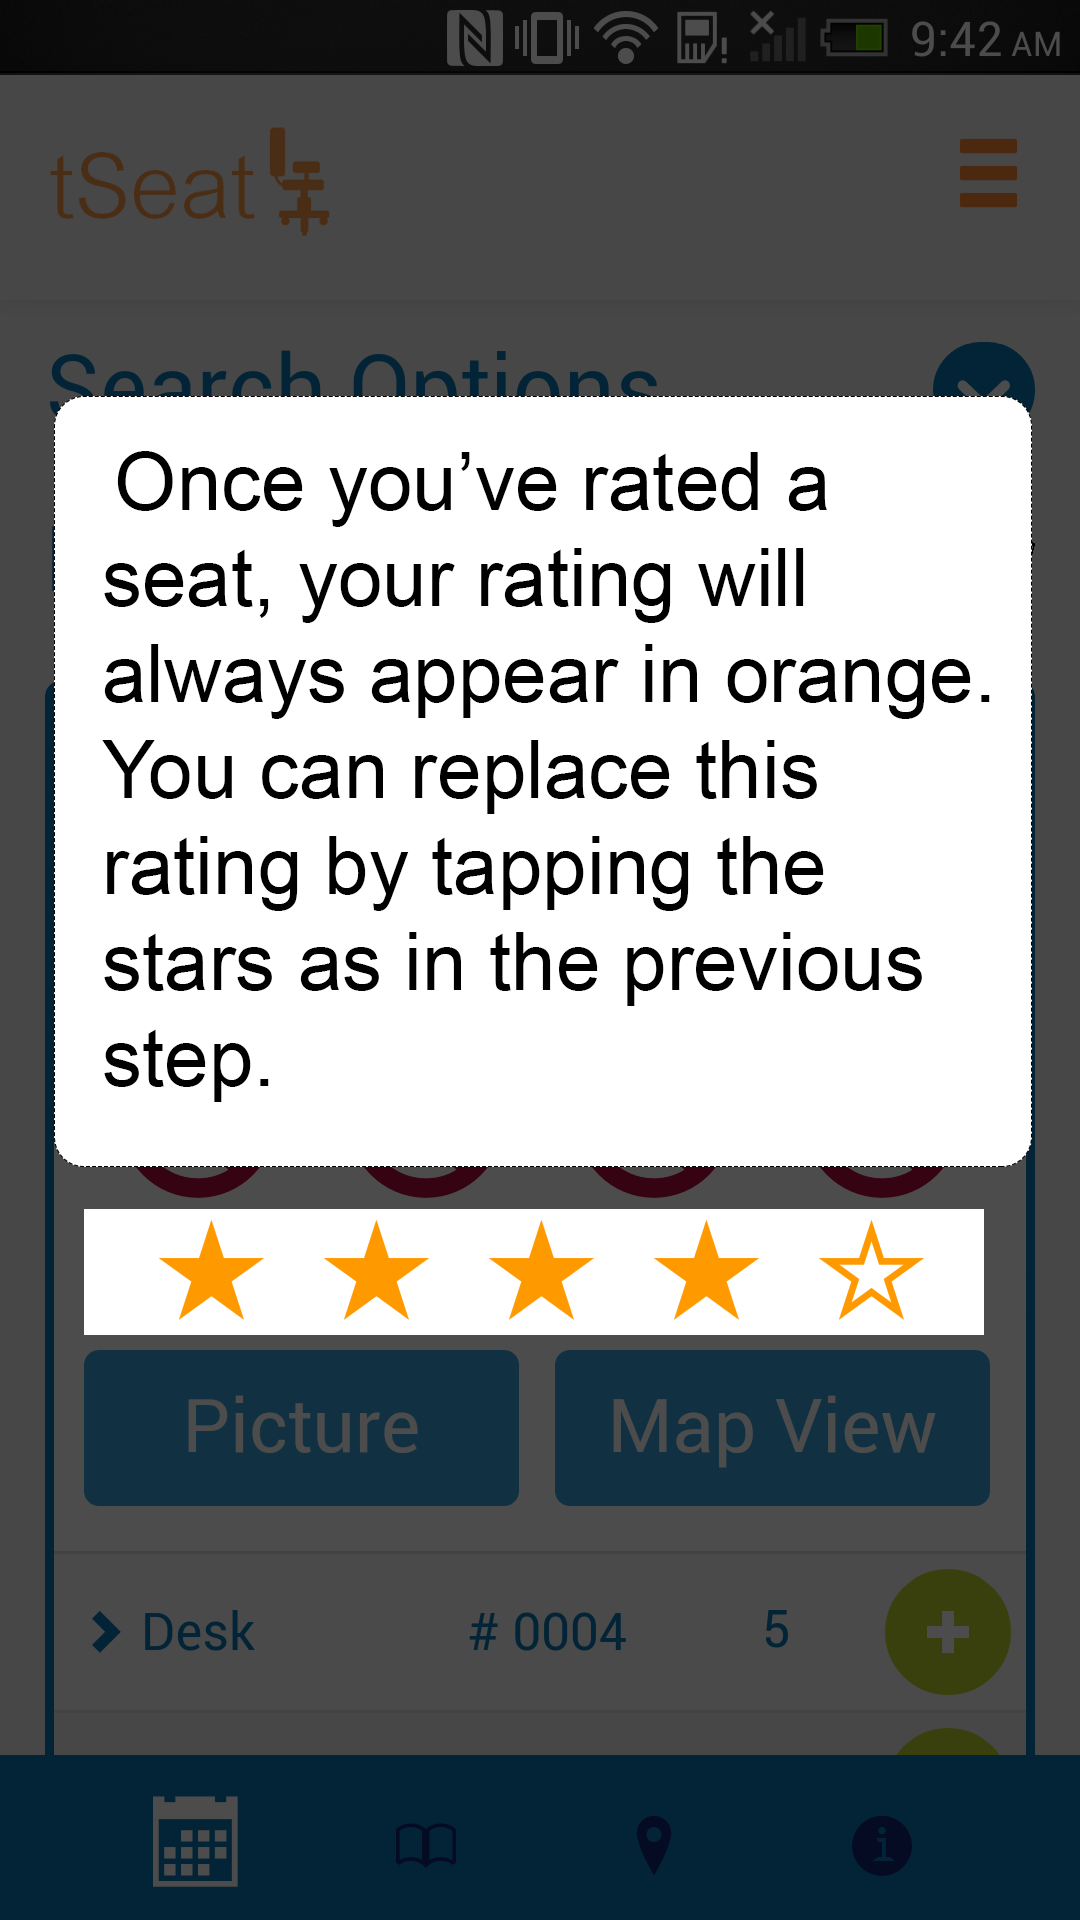 9:42 AM
tSeat
Search Options
Once you’ve rated a
seat, your rating will
always appear in orange.
You can replace this
rating by tapping the
stars as in the previous
step.
Picture
Map View
Desk # 0004 5